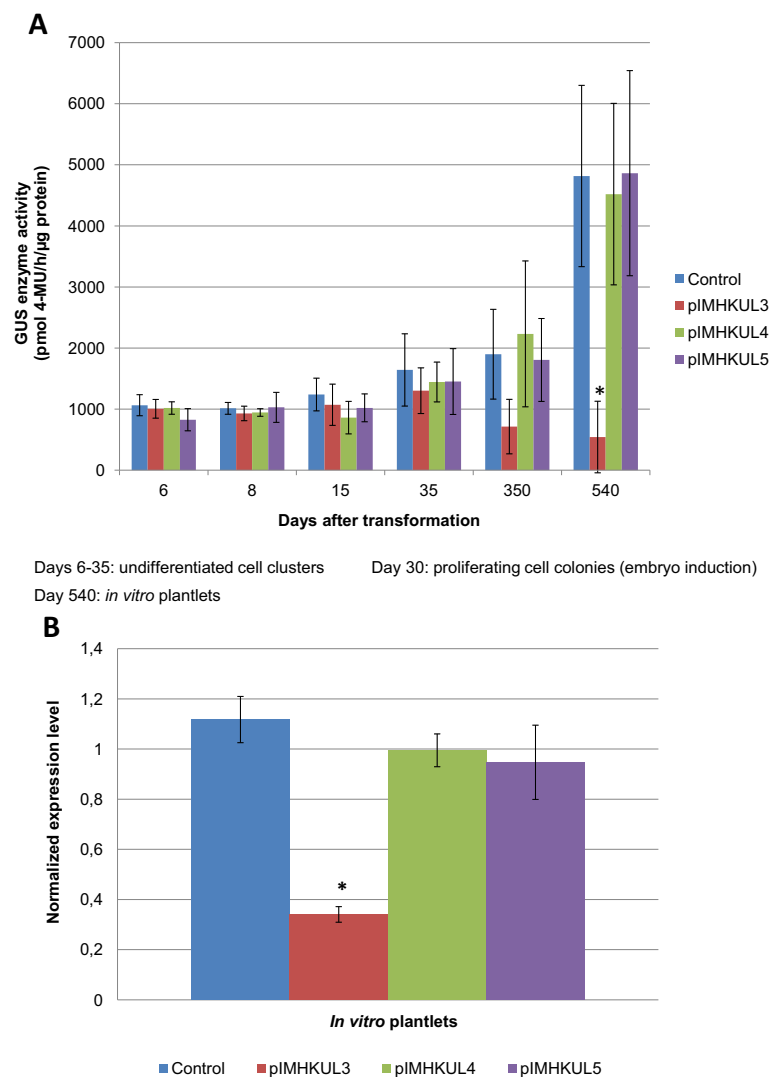 A
GUS enzyme activity
(pmol 4-MU/h/µg protein)
7000
6000
5000
4000
3000
2000
1000
0
*
6 8 15 35 350 540
Days after transformation
Control
pIMHKUL3
pIMHKUL4
pIMHKUL5
Days 6-35: undifferentiated cell clusters Day 30: proliferating cell colonies (embryo induction)
Day 540: in vitro plantlets
B
Normalized expression level
1,4
1,2
1
0,8
0,6
0,4
0,2
0
*
In vitro plantlets
Control pIMHKUL3 pIMHKUL4 pIMHKUL5